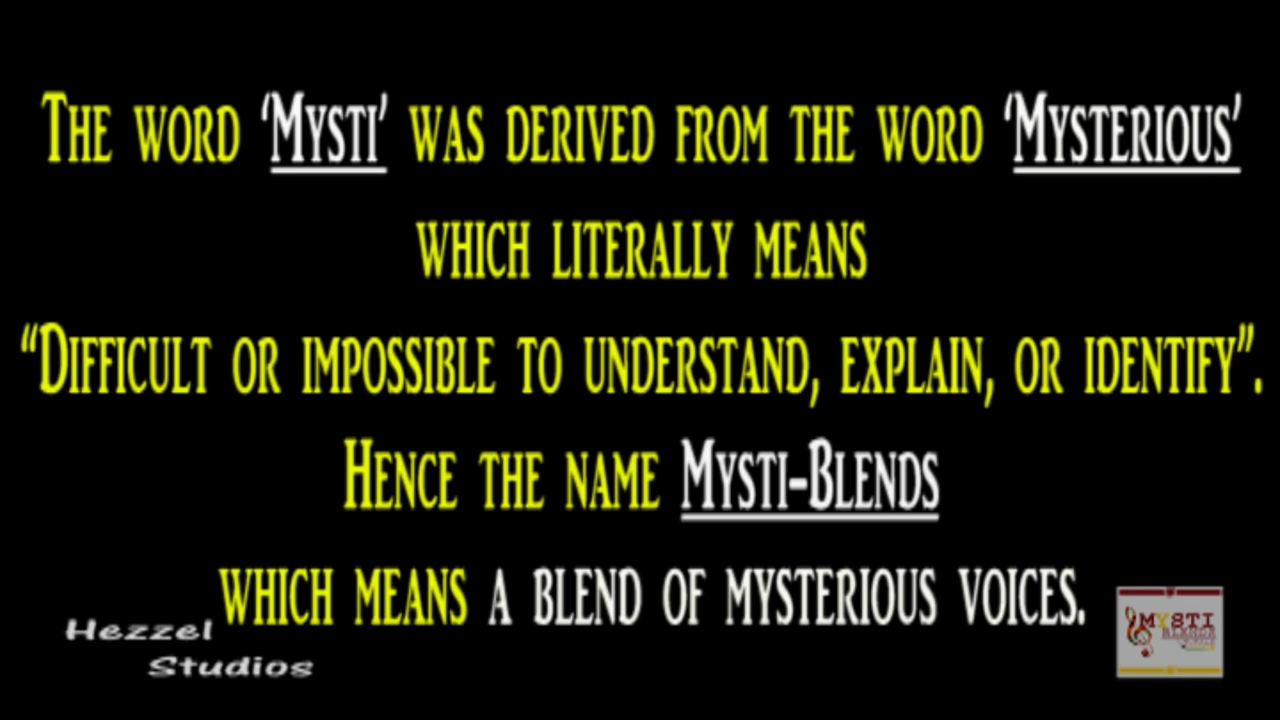 The word ‘Mysti’ was derived from the word ‘Mysterious’
which literally means
“Difficult or impossible to understand, explain, or identify”.
Hence the name Mysti-Blends
which means a blend of mysterious voices.
Hezzel
Studios
MYSTI
BLENDS